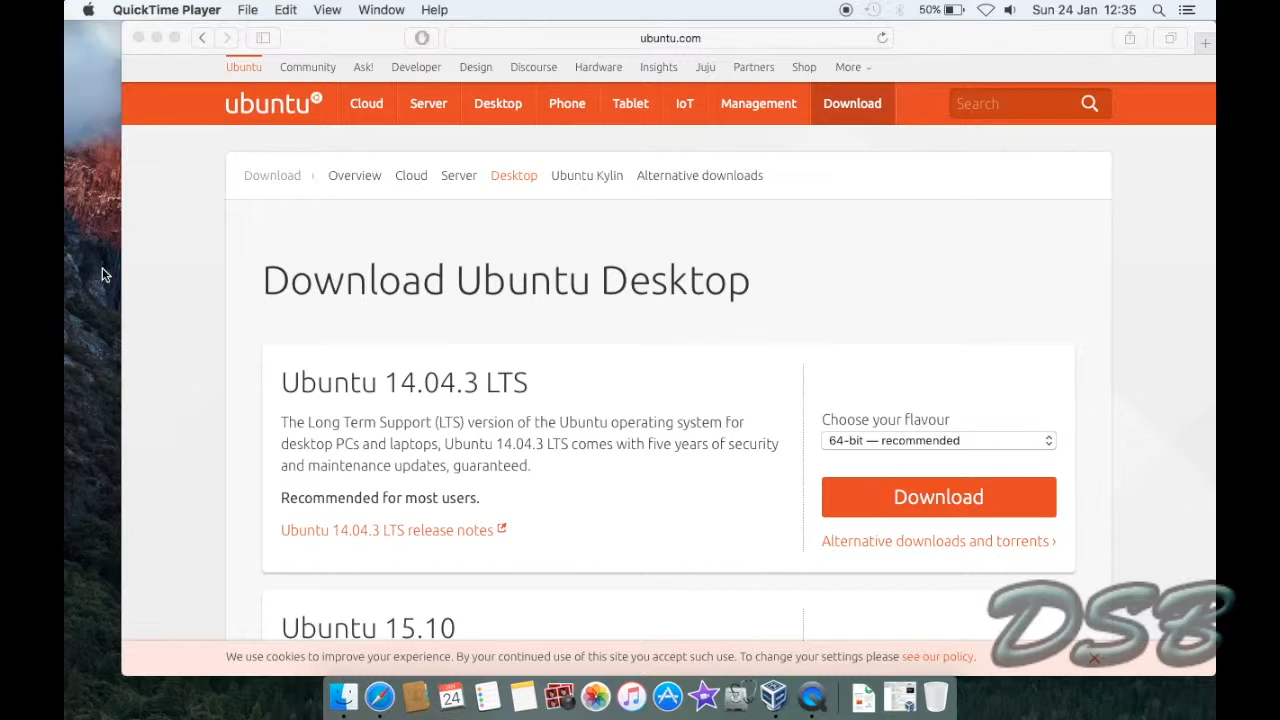 QuickTime Player File Edit View Window Help 50% Sun 24 Jan 12:35
ubuntu.com
Ubuntu Community Ask! Developer Design Discourse Hardware Insights Juju Partners Shop More
ubuntu Cloud Server Desktop Phone Tablet IoT Management Download Search
Download › Overview Cloud Server Desktop Ubuntu Kylin Alternative downloads
Download Ubuntu Desktop
Ubuntu 14.04.3 LTS
The Long Term Support (LTS) version of the Ubuntu operating system for
desktop PCs and laptops, Ubuntu 14.04.3 LTS comes with five years of security
and maintenance updates, guaranteed.
Recommended for most users.
Ubuntu 14.04.3 LTS release notes
Choose your flavour
64-bit — recommended
Download
Alternative downloads and torrents ›
Ubuntu 15.10
We use cookies to improve your experience. By your continued use of this site you accept such use. To change your settings please see our policy.
DSB
24